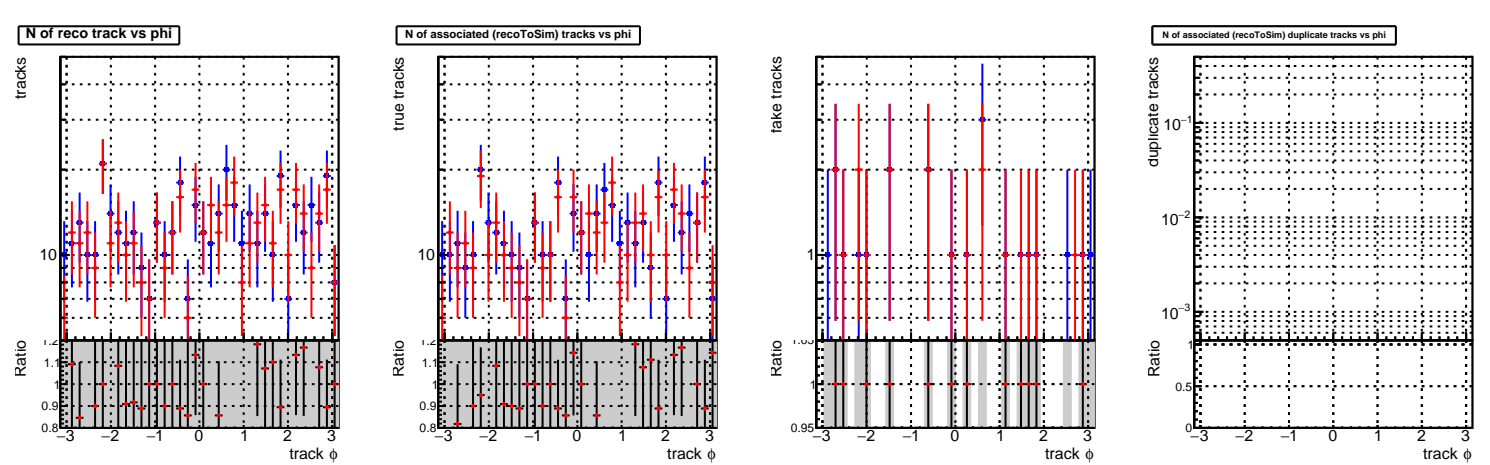 N of reco track vs phi
tracks
10
Ratio
1.2
1.1
1
0.9
0.8
−3 −2 −1 0 1 2 3
track ϕ
N of associated (recoToSim) tracks vs phi
true tracks
10
Ratio
1.2
1.1
1
0.9
0.8
−3 −2 −1 0 1 2 3
track ϕ
fake tracks
1
Ratio
1.05
1
0.95
−3 −2 −1 0 1 2 3
track ϕ
N of associated (recoToSim) duplicate tracks vs phi
duplicate tracks
10⁻¹
10⁻²
10⁻³
Ratio
1
0.5
0
−3 −2 −1 0 1 2 3
track ϕ